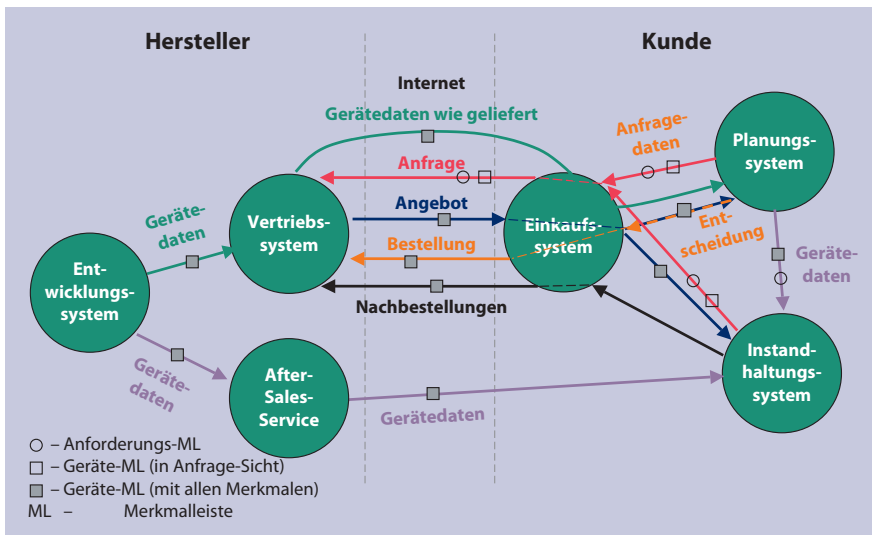 Hersteller
Kunde
Internet
Gerätedaten wie geliefert
Anfrage-
daten
Planungs-
system
Anfrage
Geräte-
daten
Vertriebs-
system
Angebot
Einkaufs-
system
Ent-
scheidung
Bestellung
Geräte-
daten
Ent-
wicklungs-
system
Nachbestellungen
Geräte-
daten
After-
Sales-
Service
Gerätedaten
Instand-
haltungs-
system
– Anforderungs-ML
– Geräte-ML (in Anfrage-Sicht)
– Geräte-ML (mit allen Merkmalen)
ML – Merkmalleiste